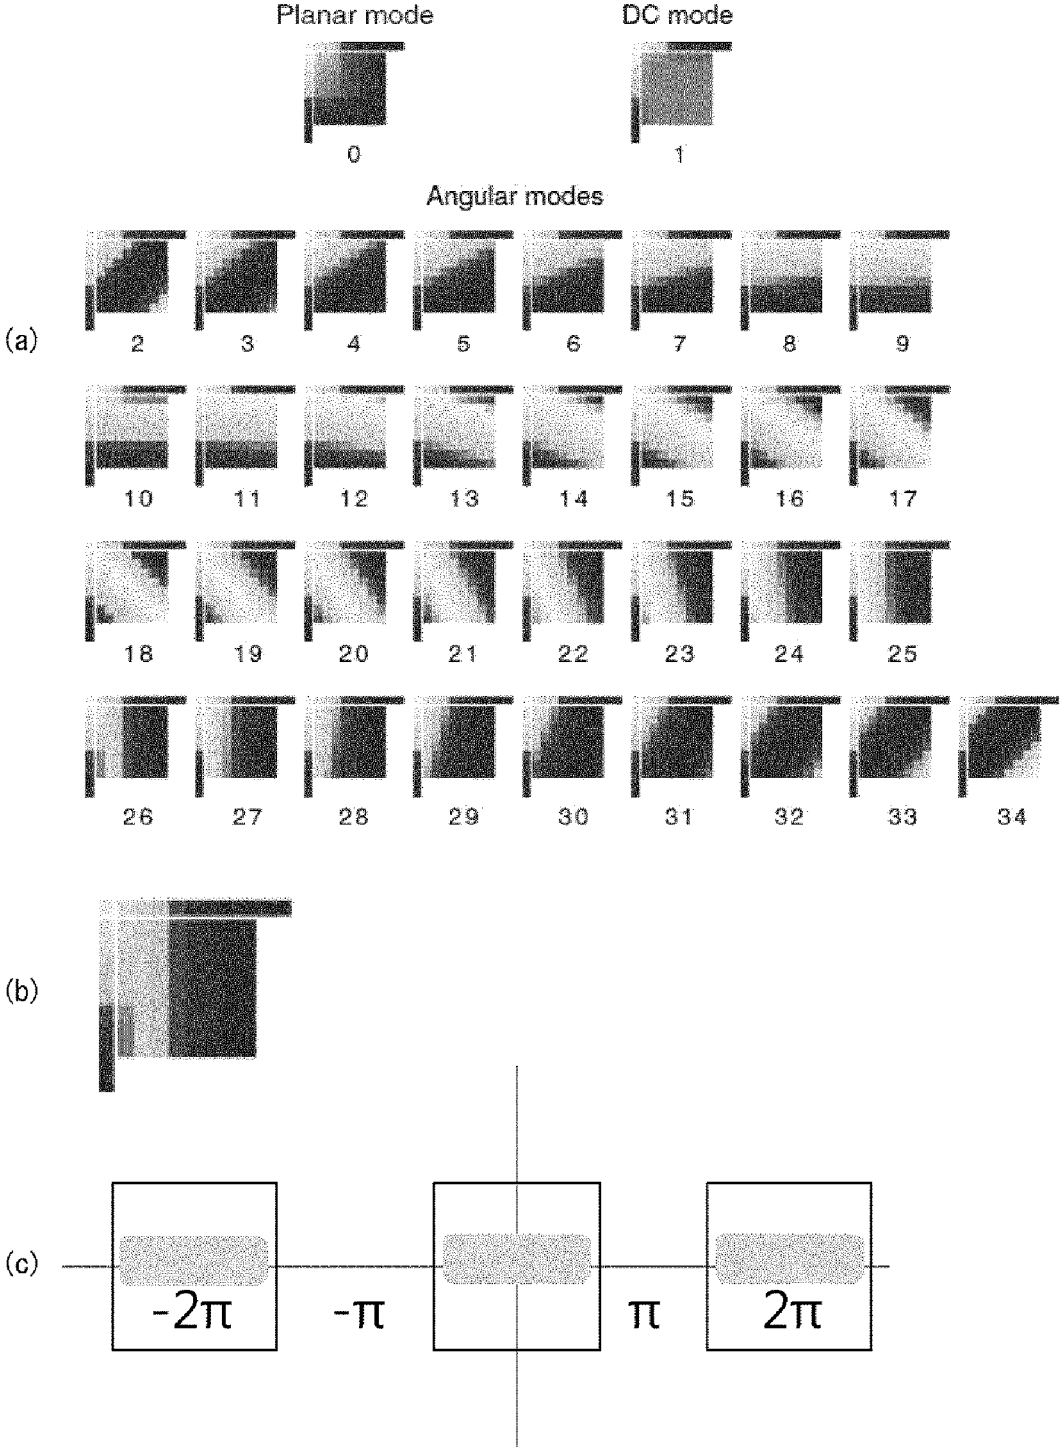 Planar mode DC mode
0 1
Angular modes
(a)
2 3 4 5 6 7 8 9
10 11 12 13 14 15 16 17
18 19 20 21 22 23 24 25
26 27 28 29 30 31 32 33 34
(b)
(c)
-2π -π π 2π